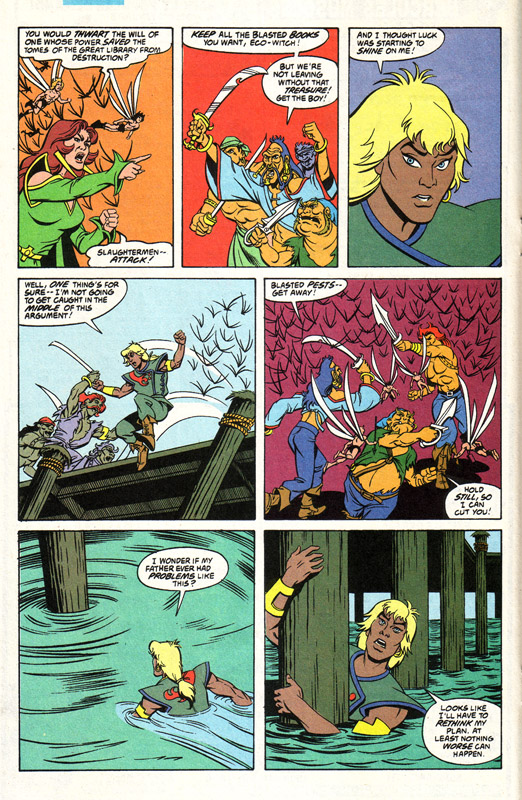 YOU WOULD THWART THE WILL OF
ONE WHOSE POWER SAVED THE
TOMES OF THE GREAT LIBRARY FROM
DESTRUCTION?
SLAUGHTERMEN--
ATTACK!
KEEP ALL THE BLASTED BOOKS
YOU WANT, ECO-WITCH!
BUT WE'RE
NOT LEAVING
WITHOUT THAT
TREASURE!
GET THE BOY!
AND I THOUGHT LUCK
WAS STARTING TO
SHINE ON ME!
WELL, ONE THING'S FOR
SURE-- I'M NOT GOING
TO GET CAUGHT IN THE
MIDDLE OF THIS
ARGUMENT!
BLASTED PESTS--
GET AWAY!
HOLD
STILL, SO
I CAN
CUT YOU!
I WONDER IF MY
FATHER EVER HAD
PROBLEMS LIKE
THIS?
LOOKS LIKE
I'LL HAVE TO
RETHINK MY
PLAN. AT
LEAST NOTHING
WORSE CAN
HAPPEN.